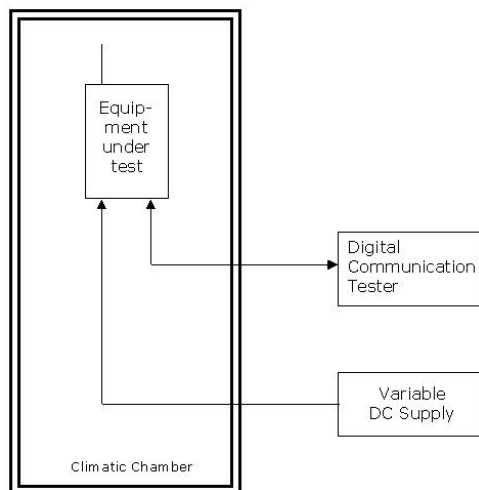 Equip-
ment
under
test
Digital
Communication
Tester
Variable
DC Supply
Climatic Chamber